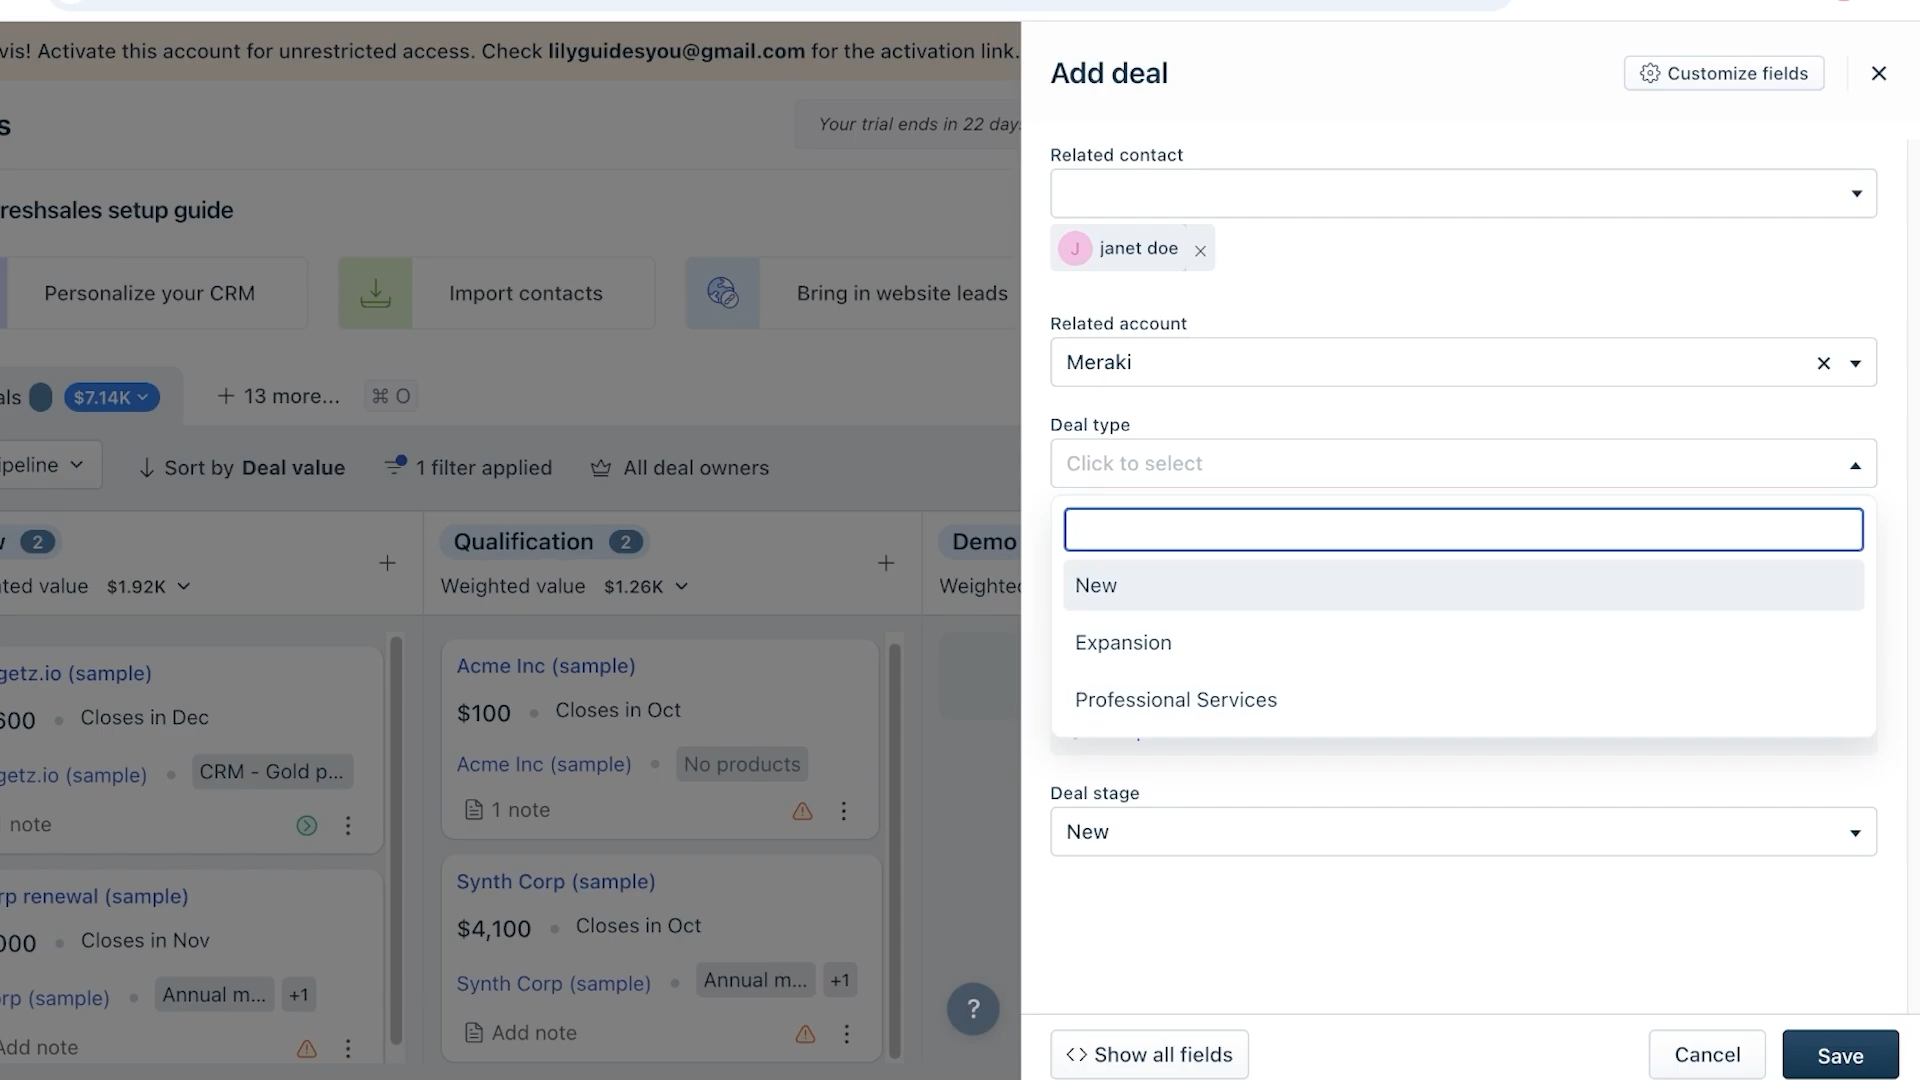 vis! Activate this account for unrestricted access. Check lilyguidesyou@gmail.com for the activation link.
s
Your trial ends in 22 days
reshsales setup guide
Personalize your CRM
Import contacts
Bring in website leads
als
$7.14K
+ 13 more...
⌘ O
ipeline
Sort by Deal value
1 filter applied
All deal owners
2
ted value $1.92K
getz.io (sample)
600 • Closes in Dec
getz.io (sample) • CRM - Gold p...
note
rp renewal (sample)
000 • Closes in Nov
orp (sample) • Annual m... +1
Add note
Qualification 2
Weighted value $1.26K
Acme Inc (sample)
$100 • Closes in Oct
Acme Inc (sample) • No products
1 note
Synth Corp (sample)
$4,100 • Closes in Oct
Synth Corp (sample) • Annual m... +1
Add note
Demo
Weighted
?
Add deal
Customize fields
Related contact
J janet doe
Related account
Meraki
Deal type
Click to select
New
Expansion
Professional Services
Deal stage
New
<> Show all fields
Cancel
Save